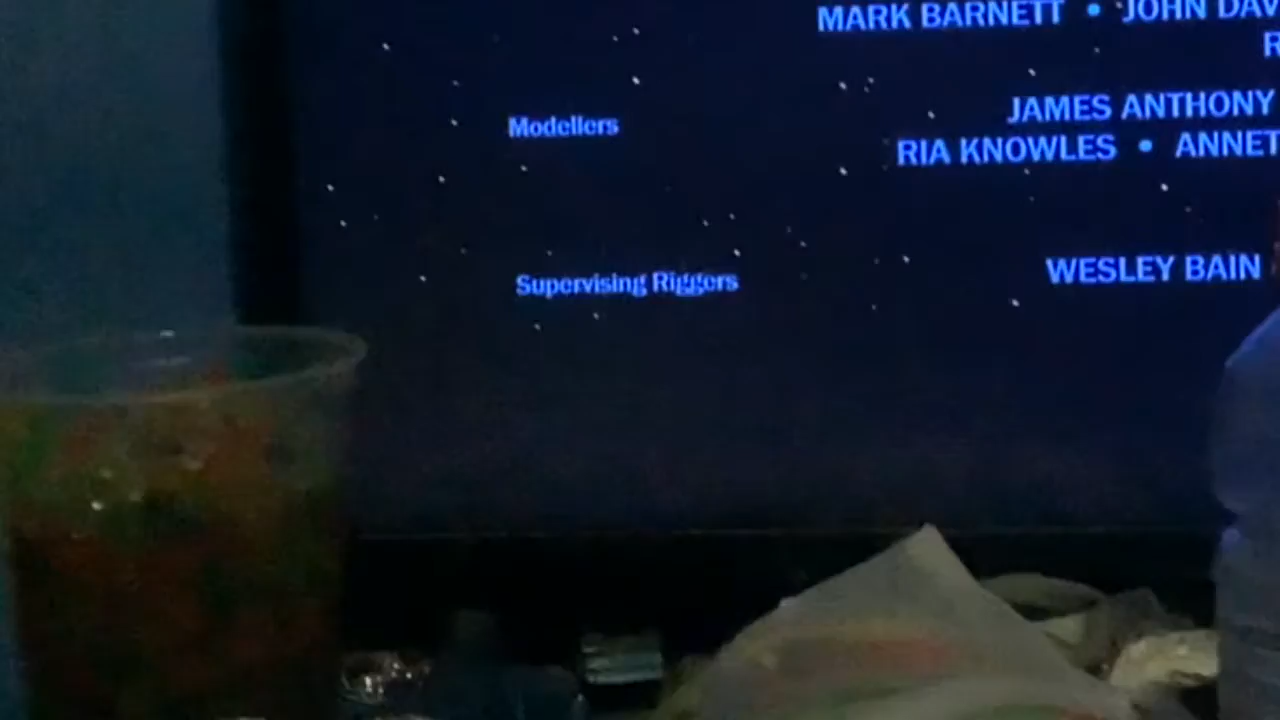 MARK BARNETT • JOHN DAV
R
Modellers
JAMES ANTHONY
RIA KNOWLES • ANNET
Supervising Riggers
WESLEY BAIN